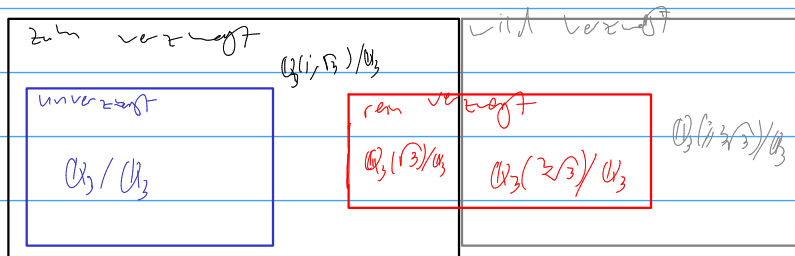 zahm verzweigt
wild verzweigt
ℚ₃(i,√3)/ℚ₃
unverzweigt
rein verzweigt
ℚ₃/ℚ₃
ℚ₃(√3)/ℚ₃
ℚ₃(³√3)/ℚ₃
ℚ₃(i,³√3)/ℚ₃